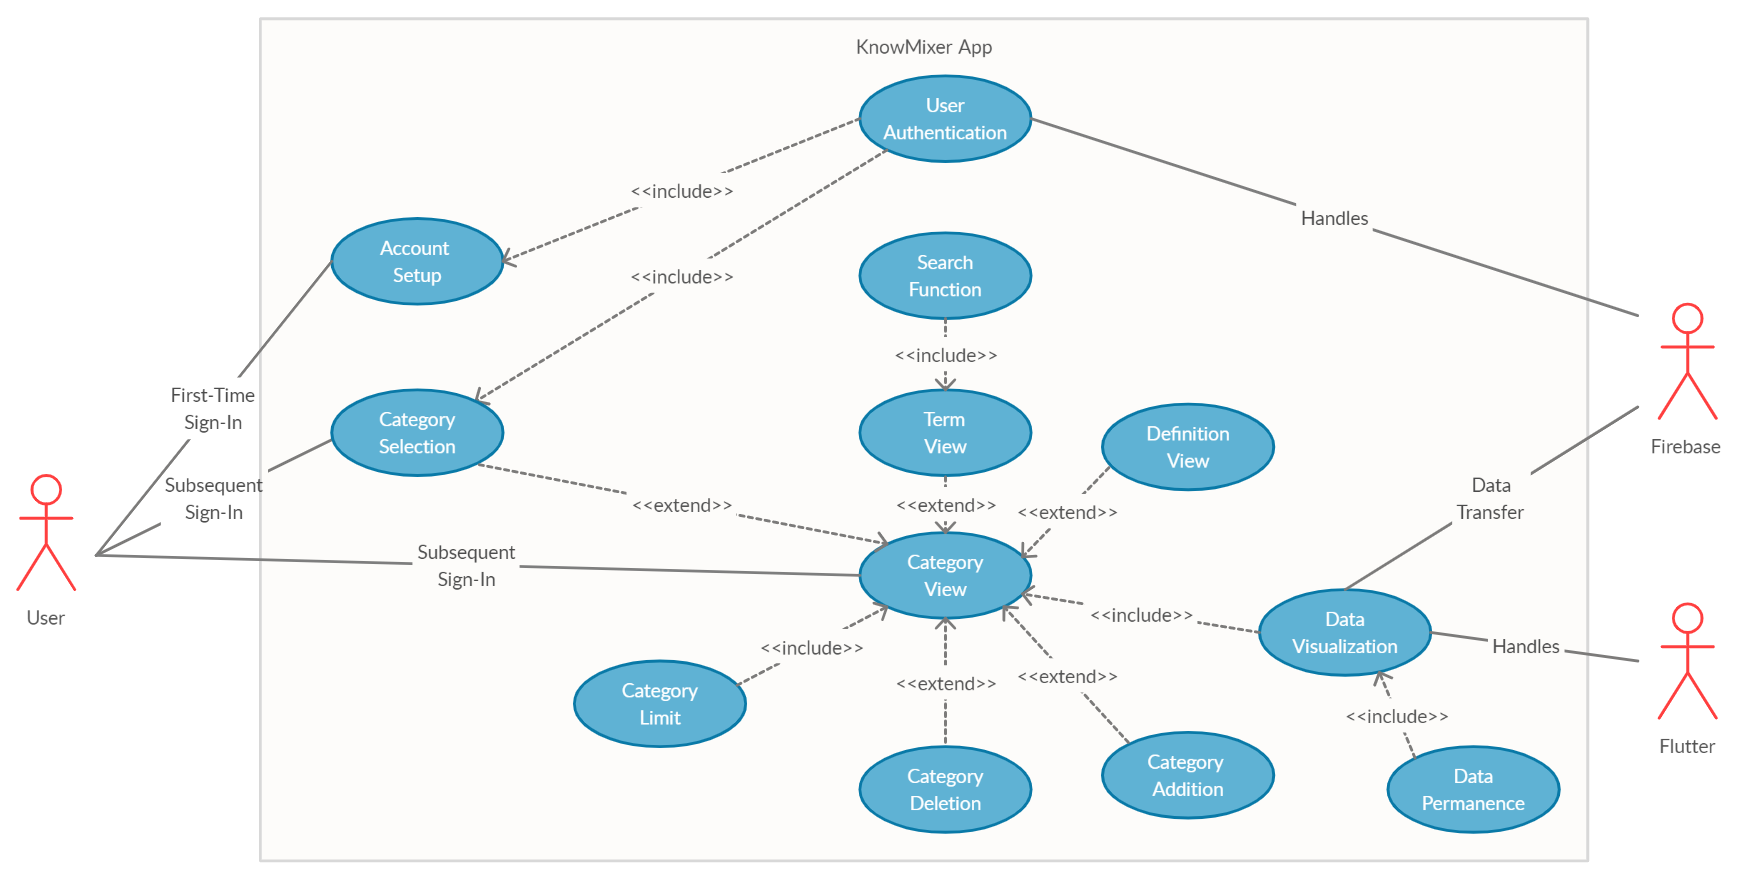 KnowMixer App
User
Authentication
<<include>>
Handles
Account
Setup
<<include>>
Search
Function
<<include>>
First-Time
Sign-In
Category
Selection
Term
View
Definition
View
Firebase
Subsequent
Sign-In
<<extend>>
<<extend>>
<<extend>>
Data
Transfer
Subsequent
Sign-In
Category
View
User
<<include>>
Data
Visualization
Handles
<<include>>
<<extend>>
<<extend>>
Category
Limit
<<include>>
Flutter
Category
Deletion
Category
Addition
Data
Permanence